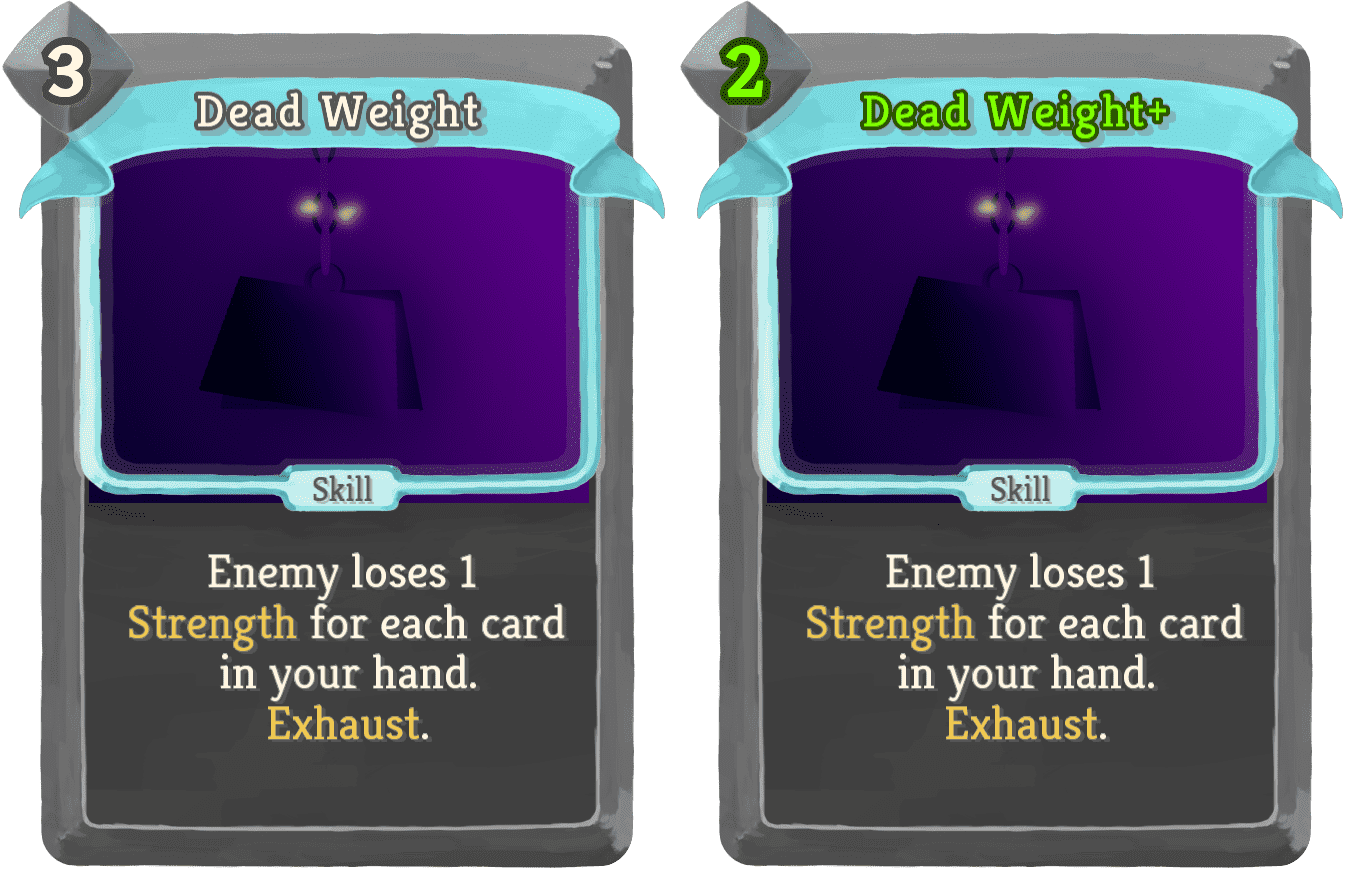 3
Dead Weight
Skill
Enemy loses 1
Strength for each card
in your hand.
Exhaust.
2
Dead Weight+
Skill
Enemy loses 1
Strength for each card
in your hand.
Exhaust.